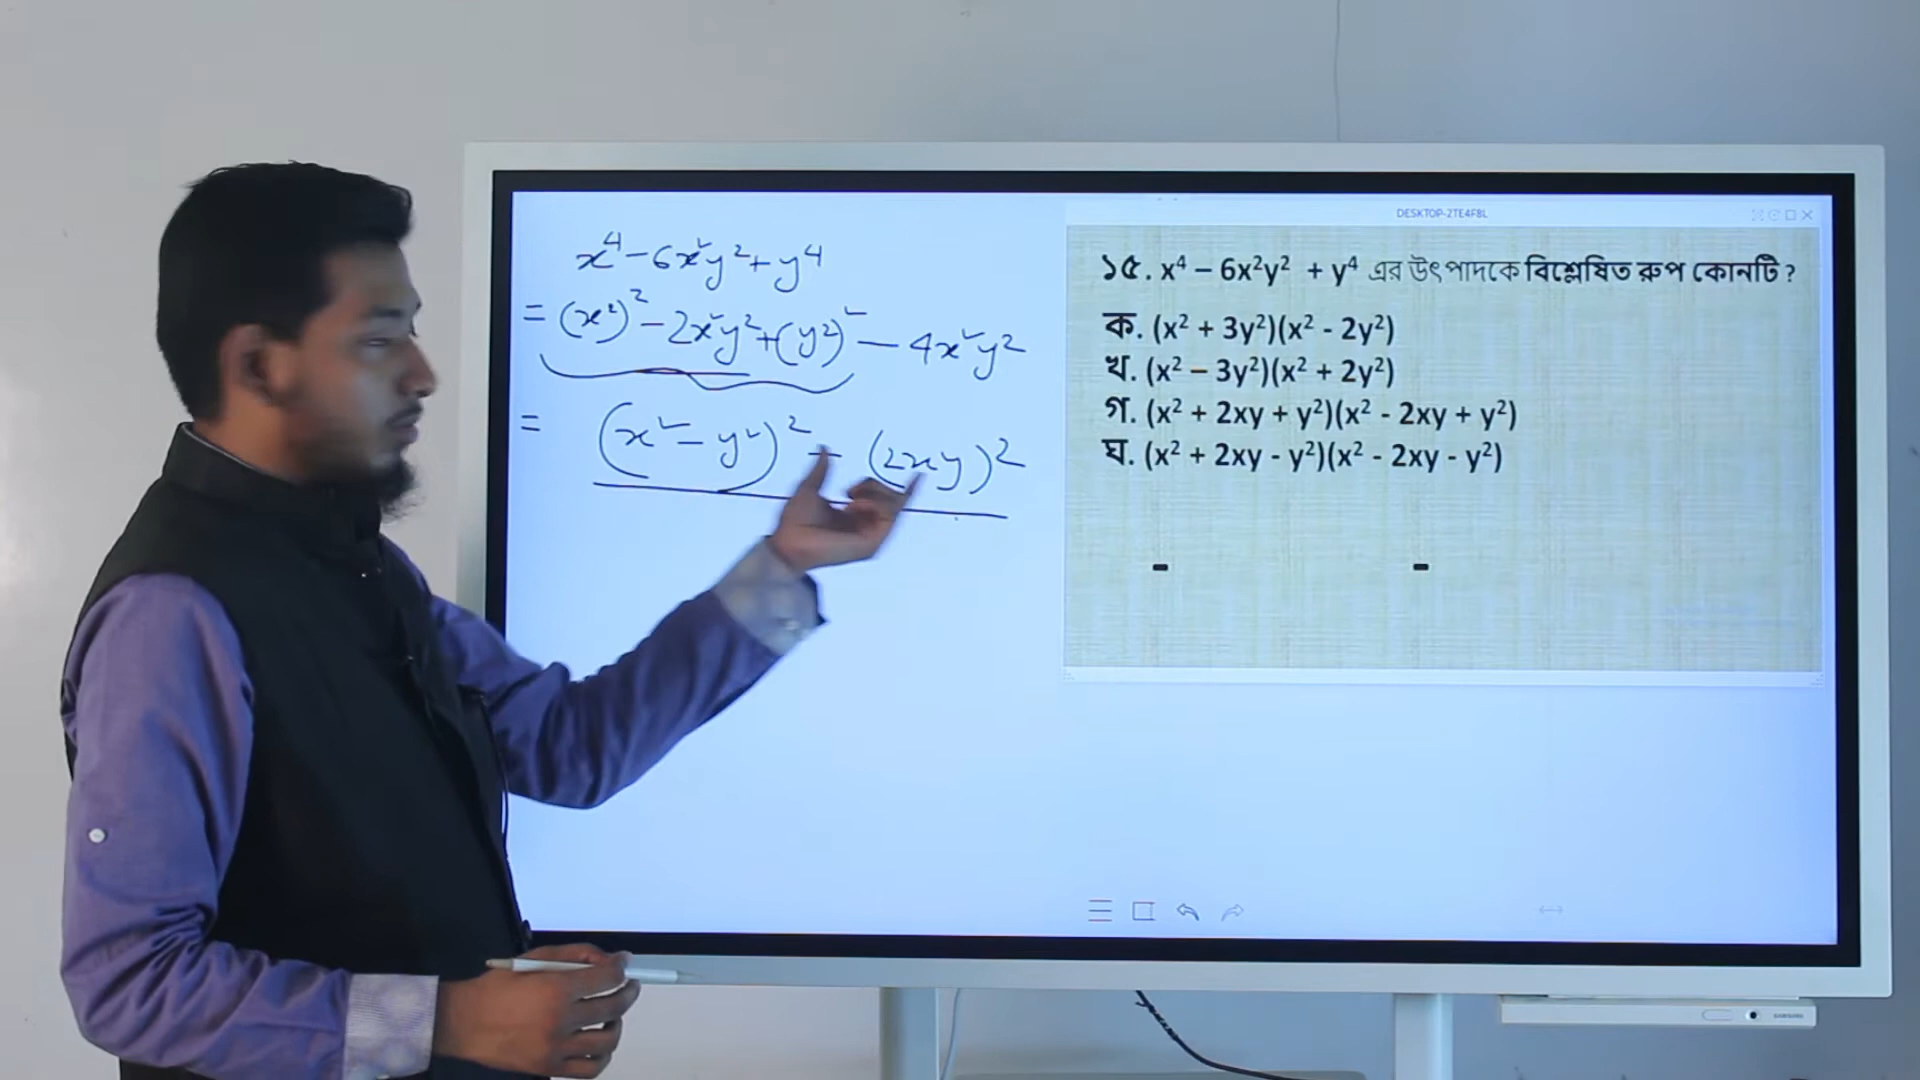 x⁴ - 6x²y² + y⁴
= (x²)² - 2x²y² + (y²)² - 4x²y²
= (x² - y²)² - (2xy)²
DESKTOP-2TE4F8L
১৫. x⁴ – 6x²y² + y⁴ এর উৎপাদকে বিশ্লেষিত রুপ কোনটি ?
ক. (x² + 3y²)(x² - 2y²)
খ. (x² – 3y²)(x² + 2y²)
গ. (x² + 2xy + y²)(x² - 2xy + y²)
ঘ. (x² + 2xy - y²)(x² - 2xy - y²)
- -
SAMSUNG